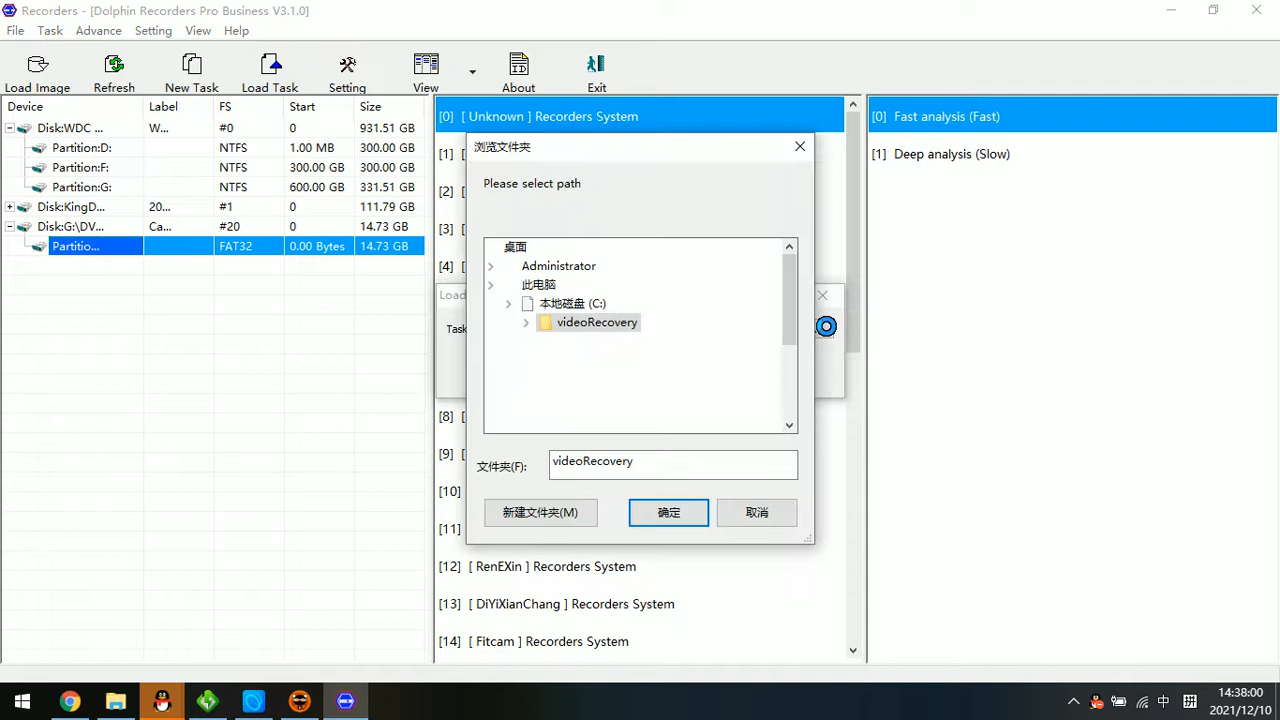 Recorders - [Dolphin Recorders Pro Business V3.1.0]
File Task Advance Setting View Help
Load Image Refresh New Task Load Task Setting View About Exit
Device Label FS Start Size
Disk:WDC ... W... #0 0 931.51 GB
Partition:D: NTFS 1.00 MB 300.00 GB
Partition:F: NTFS 300.00 GB 300.00 GB
Partition:G: NTFS 600.00 GB 331.51 GB
Disk:KingD... 20... #1 0 111.79 GB
Disk:G:\DV... Ca... #20 0 14.73 GB
Partitio... FAT32 0.00 Bytes 14.73 GB
[0] [ Unknown ] Recorders System
[1] [
[2] [
[3] [
[4] [
Load
Task
[8] [
[9] [
[10]
[11]
[12] [ RenEXin ] Recorders System
[13] [ DiYiXianChang ] Recorders System
[14] [ Fitcam ] Recorders System
浏览文件夹
Please select path
桌面
Administrator
此电脑
本地磁盘 (C:)
videoRecovery
文件夹(F): videoRecovery
新建文件夹(M) 确定 取消
[0] Fast analysis (Fast)
[1] Deep analysis (Slow)
中 拼
14:38:00
2021/12/10